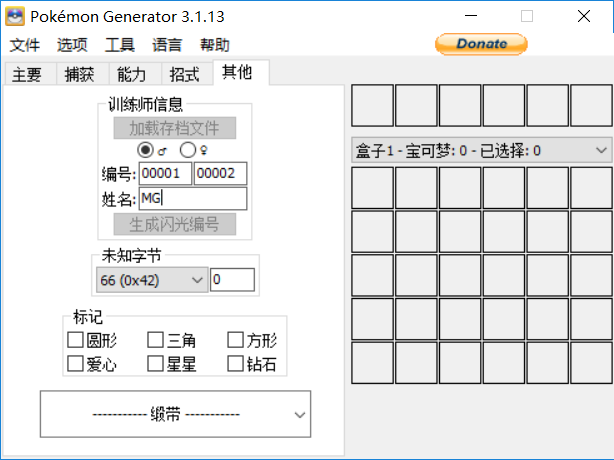 Pokémon Generator 3.1.13
文件 选项 工具 语言 帮助
Donate
主要 捕获 能力 招式 其他
训练师信息
加载存档文件
♂ ♀
编号: 00001 00002
姓名: MG
生成闪光编号
未知字节
66 (0x42) 0
标记
圆形 三角 方形
爱心 星星 钻石
----------- 缎带 -----------
盒子1 - 宝可梦: 0 - 已选择: 0